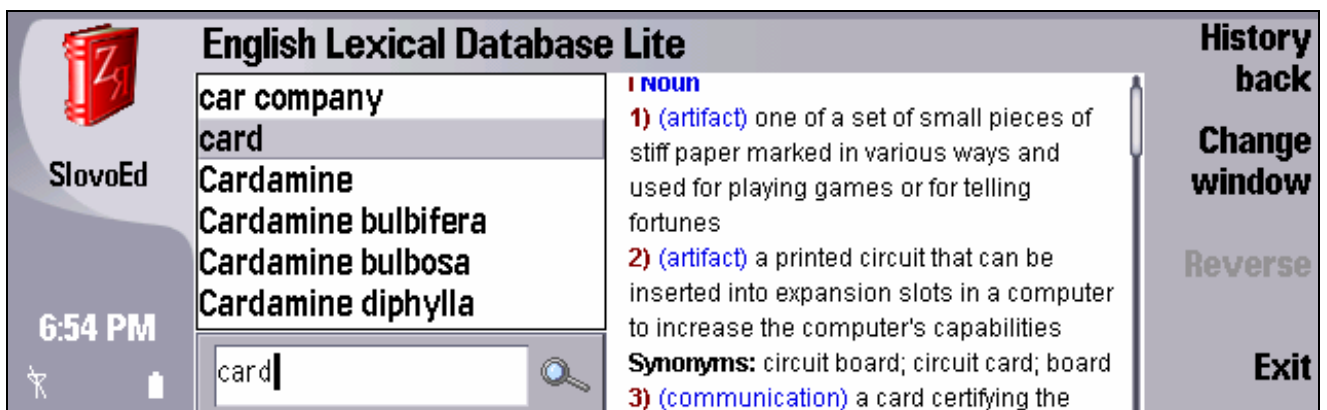 English Lexical Database Lite
SlovoEd
6:54 PM
car company
card
Cardamine
Cardamine bulbifera
Cardamine bulbosa
Cardamine diphylla
card
I Noun
1) (artifact) one of a set of small pieces of
stiff paper marked in various ways and
used for playing games or for telling
fortunes
2) (artifact) a printed circuit that can be
inserted into expansion slots in a computer
to increase the computer's capabilities
Synonyms: circuit board; circuit card; board
3) (communication) a card certifying the
History
back
Change
window
Reverse
Exit